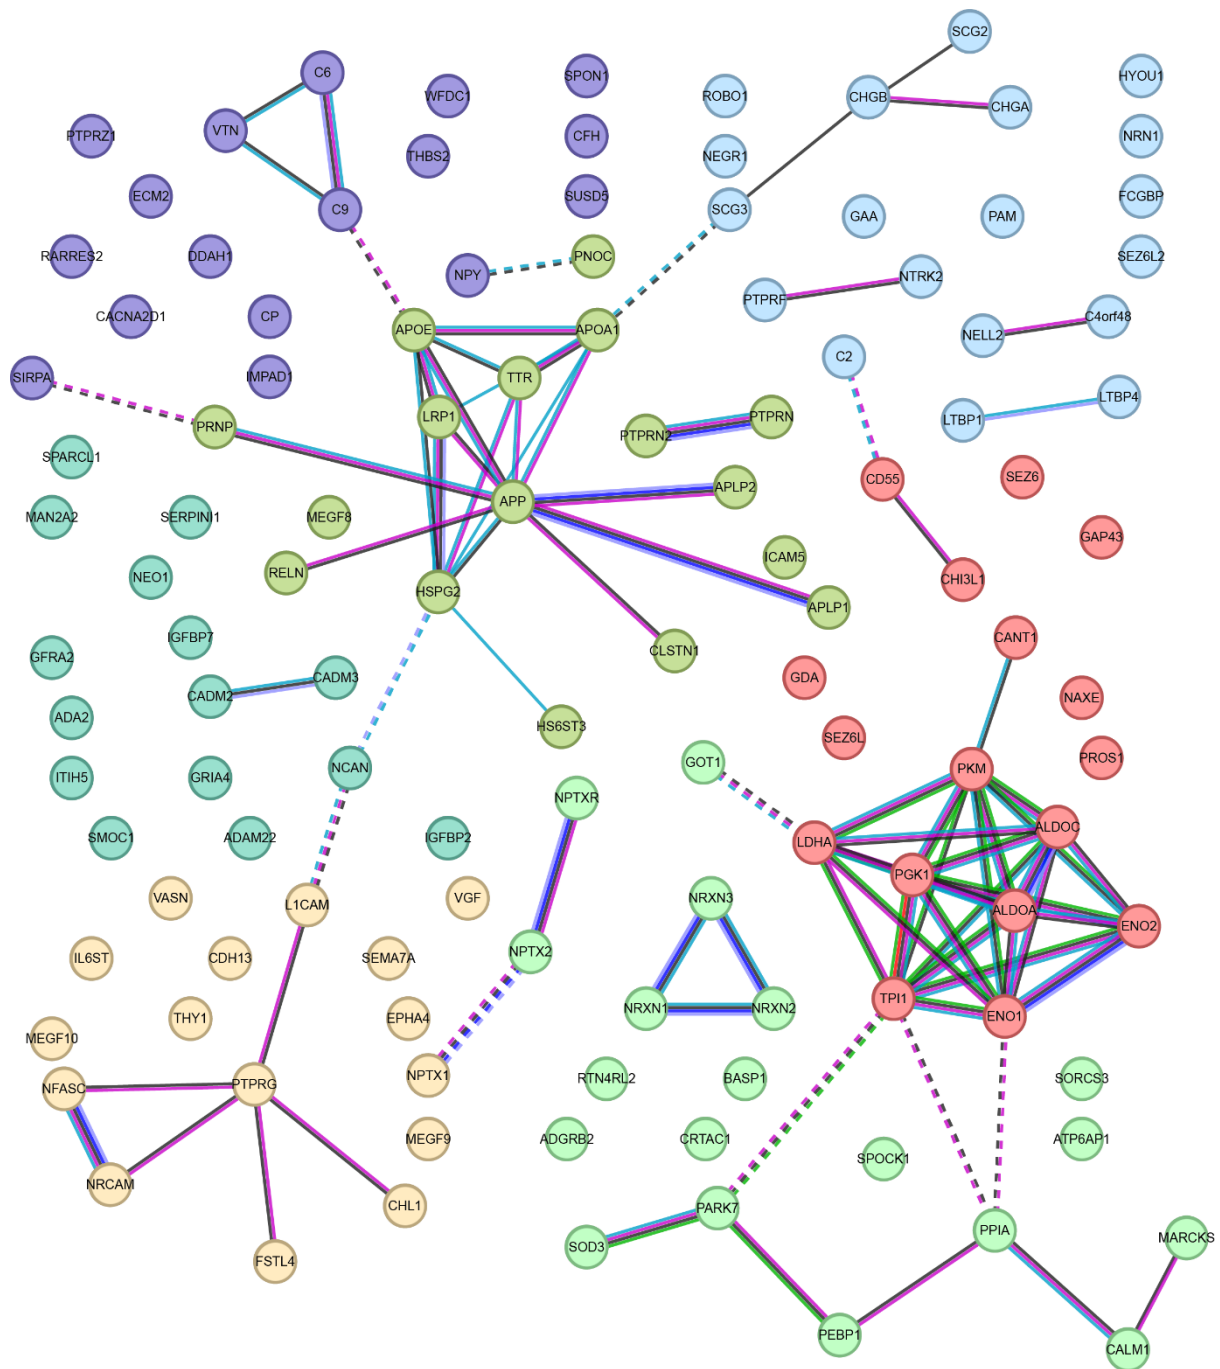 SCG2
C6
SPON1
HYOU1
WFDC1
ROBO1
CHGB
CHGA
VTN
PTPRZ1
CFH
NRN1
THBS2
NEGR1
ECM2
SUSD5
FCGBP
C9
SCG3
GAA
PAM
RARRES2
DDAH1
PNOC
SEZ6L2
NPY
NTRK2
PTPRF
CACNA2D1
CP
C4orf48
APOE
APOA1
NELL2
C2
SIRPA
IMPAD1
TTR
LTBP4
LRP1
PTPRN
LTBP1
PRNP
PTPRN2
SPARCL1
CD55
SEZ6
APLP2
APP
MAN2A2
SERPINI1
MEGF8
GAP43
ICAM5
RELN
NEO1
CHI3L1
HSPG2
APLP1
IGFBP7
CANT1
CLSTN1
GFRA2
CADM3
GDA
CADM2
NAXE
ADA2
HS6ST3
SEZ6L
PROS1
GOT1
NCAN
PKM
ITIH5
GRIA4
NPTXR
ALDOC
SMOC1
ADAM22
IGFBP2
LDHA
PGK1
VASN
L1CAM
VGF
NRXN3
ALDOA
ENO2
NPTX2
IL6ST
CDH13
SEMA7A
TPI1
NRXN1
NRXN2
ENO1
THY1
EPHA4
MEGF10
NPTX1
RTN4RL2
BASP1
SORCS3
NFASC
PTPRG
MEGF9
ADGRB2
CRTAC1
ATP6AP1
SPOCK1
NRCAM
CHL1
PARK7
PPIA
MARCKS
SOD3
FSTL4
PEBP1
CALM1